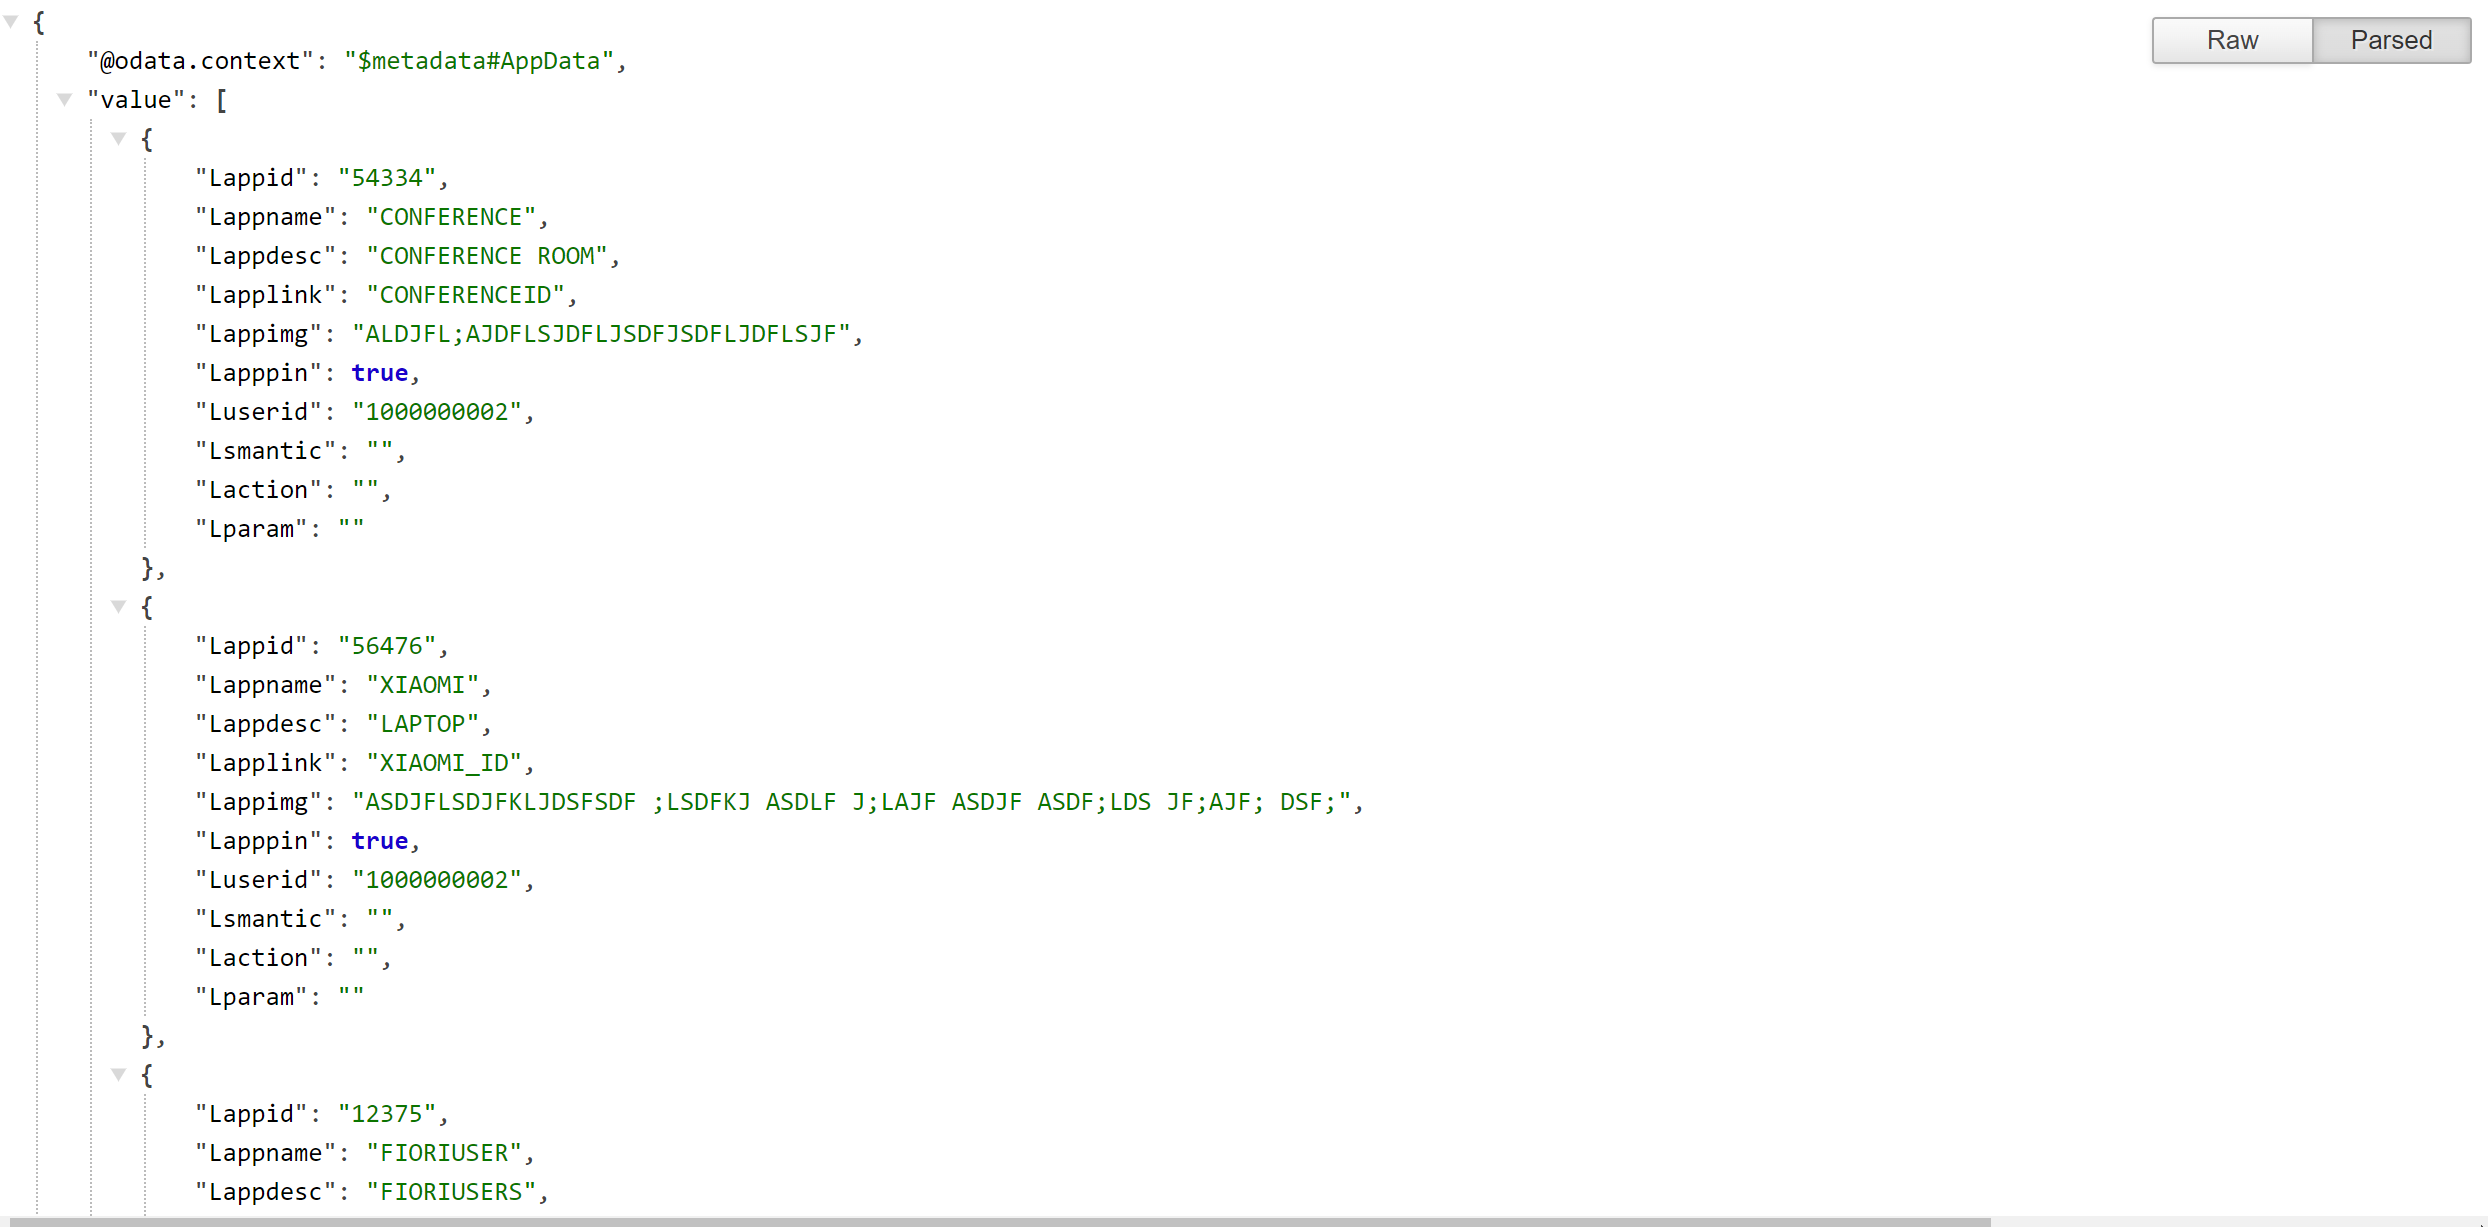 {
Raw Parsed
"@odata.context": "$metadata#AppData",
"value": [
{
"Lappid": "54334",
"Lappname": "CONFERENCE",
"Lappdesc": "CONFERENCE ROOM",
"Lapplink": "CONFERENCEID",
"Lappimg": "ALDJFL;AJDFLSJDFLJSDFJSDFLJDFLSJF",
"Lapppin": true,
"Luserid": "1000000002",
"Lsmantic": "",
"Laction": "",
"Lparam": ""
},
{
"Lappid": "56476",
"Lappname": "XIAOMI",
"Lappdesc": "LAPTOP",
"Lapplink": "XIAOMI_ID",
"Lappimg": "ASDJFLSDJFKLJDSFSDF ;LSDFKJ ASDLF J;LAJF ASDJF ASDF;LDS JF;AJF; DSF;",
"Lapppin": true,
"Luserid": "1000000002",
"Lsmantic": "",
"Laction": "",
"Lparam": ""
},
{
"Lappid": "12375",
"Lappname": "FIORIUSER",
"Lappdesc": "FIORIUSERS",